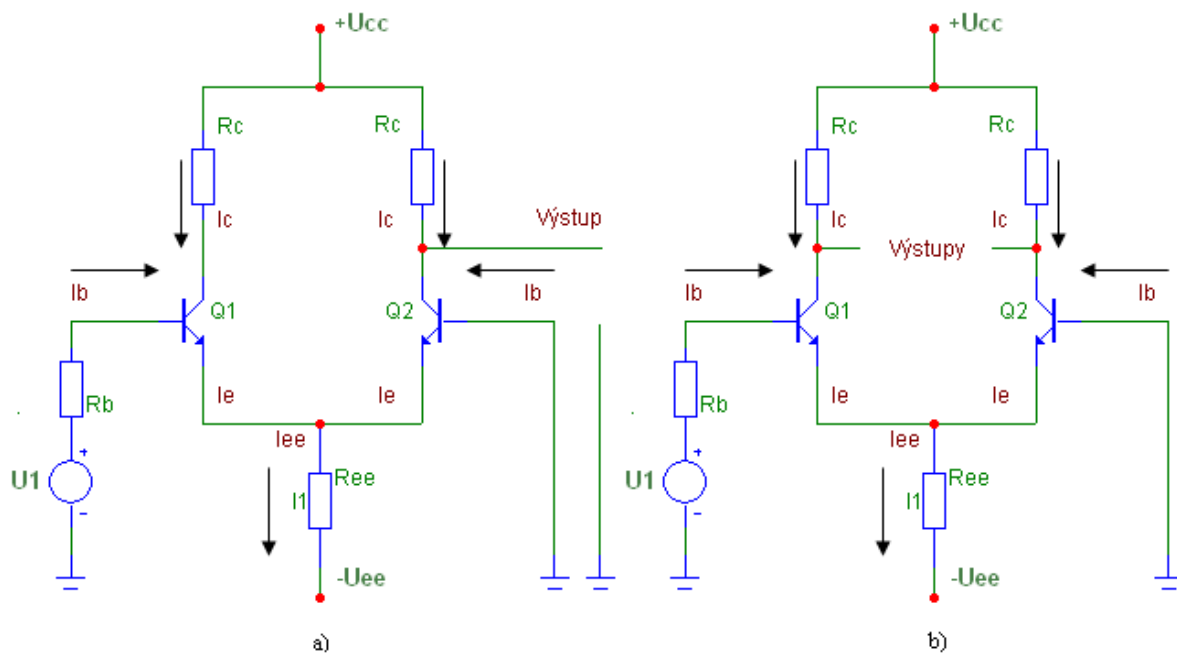 +Ucc
Rc
Rc
Ic
Ic
Výstup
Ib
Ib
Q1
Q2
Rb
Ie
Ie
Iee
U1
+
-
Ree
I1
-Uee
a)
+Ucc
Rc
Rc
Ic
Ic
Výstupy
Ib
Ib
Q1
Q2
Rb
Ie
Ie
Iee
U1
+
-
Ree
I1
-Uee
b)